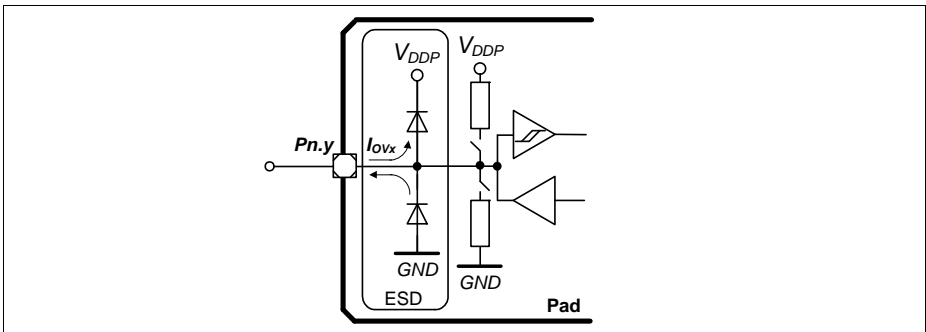 V_DDP
V_DDP
Pn.y
I_OVx
GND
GND
ESD
Pad